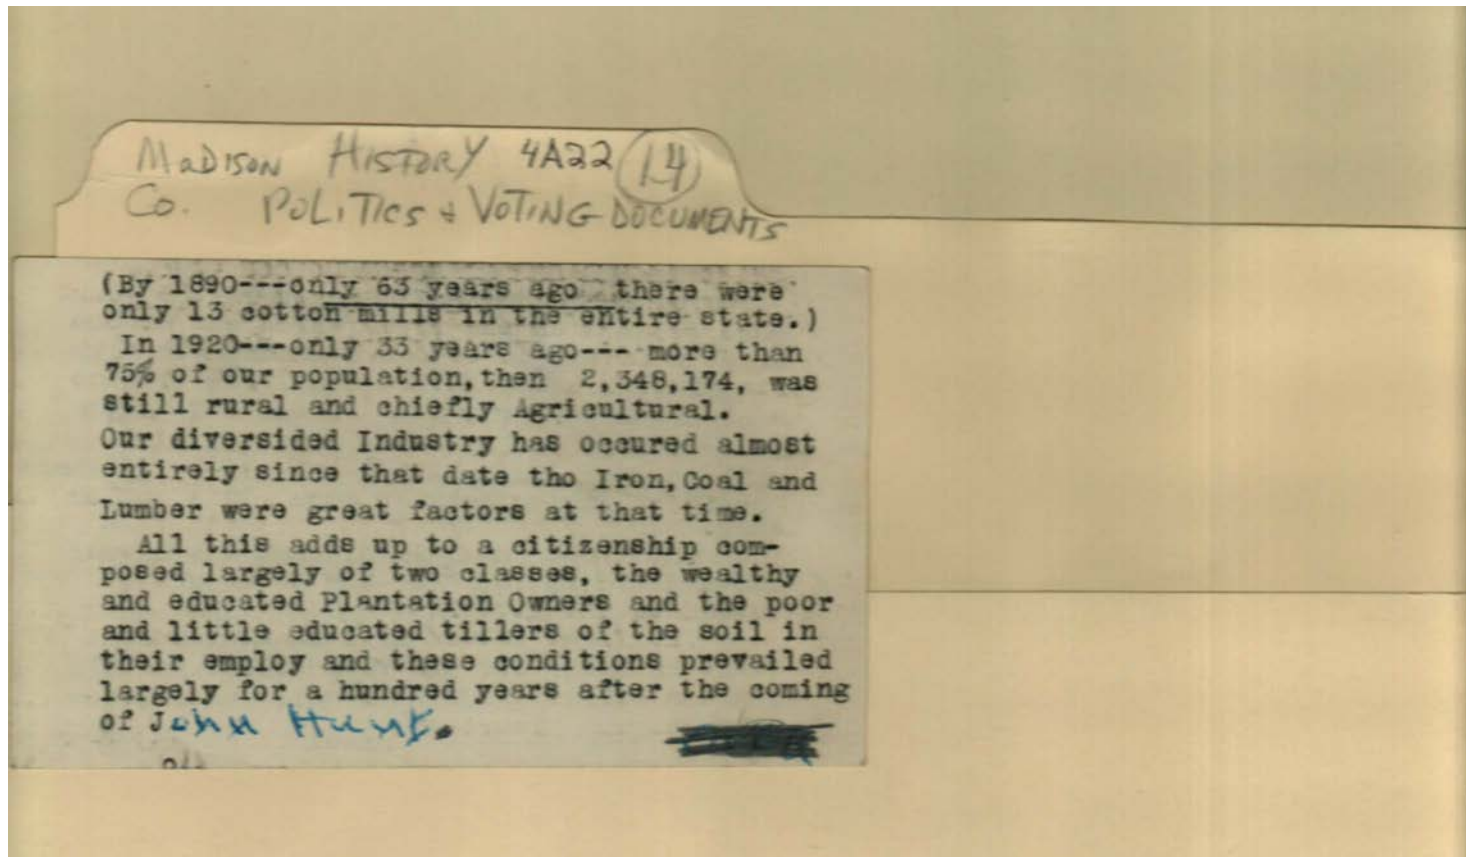 MADISON HISTORY 4A22 14
Co. POLITICS & VOTING DOCUMENTS
(By 1890---only 63 years ago there were
only 13 cotton mills in the entire state.)
In 1920---only 33 years ago--- more than
75% of our population,then 2,348,174, was
still rural and chiefly Agricultural.
Our diversided Industry has occured almost
entirely since that date tho Iron,Coal and
Lumber were great factors at that time.
All this adds up to a citizenship com-
posed largely of two classes, the wealthy
and educated Plantation Owners and the poor
and little educated tillers of the soil in
their employ and these conditions prevailed
largely for a hundred years after the coming
of John Hunt.